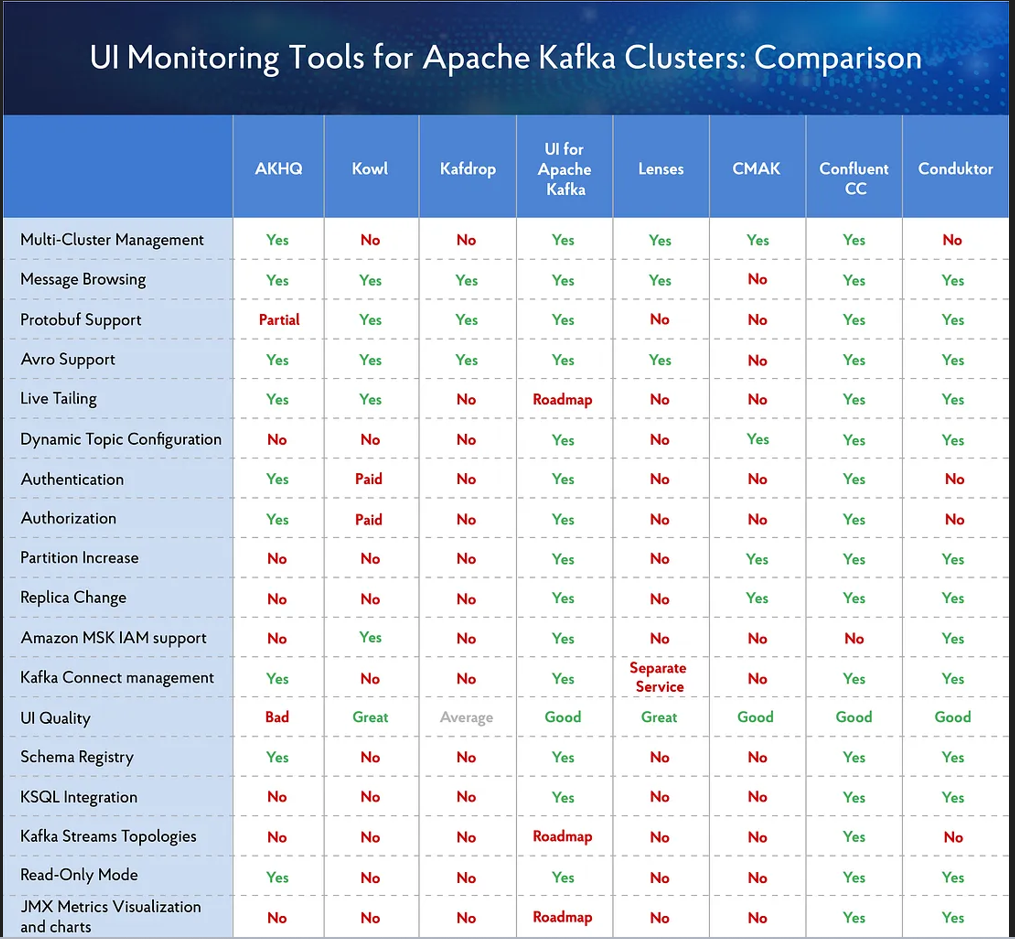 UI Monitoring Tools for Apache Kafka Clusters: Comparison
AKHQ Kowl Kafdrop UI for Apache Kafka Lenses CMAK Confluent CC Conduktor
Multi-Cluster Management Yes No No Yes Yes Yes Yes No
Message Browsing Yes Yes Yes Yes Yes No Yes Yes
Protobuf Support Partial Yes Yes Yes No No Yes Yes
Avro Support Yes Yes Yes Yes Yes No Yes Yes
Live Tailing Yes Yes No Roadmap No No Yes Yes
Dynamic Topic Configuration No No No Yes No Yes Yes Yes
Authentication Yes Paid No Yes No No Yes No
Authorization Yes Paid No Yes No No Yes No
Partition Increase No No No Yes No Yes Yes Yes
Replica Change No No No Yes No Yes Yes Yes
Amazon MSK IAM support No Yes No Yes No No No Yes
Kafka Connect management Yes No No Yes Separate Service No Yes Yes
UI Quality Bad Great Average Good Great Good Good Good
Schema Registry Yes No No Yes No No Yes Yes
KSQL Integration No No No Yes No No Yes Yes
Kafka Streams Topologies No No No Roadmap No No Yes No
Read-Only Mode Yes No No Yes No No Yes Yes
JMX Metrics Visualization and charts No No No Roadmap No No Yes Yes